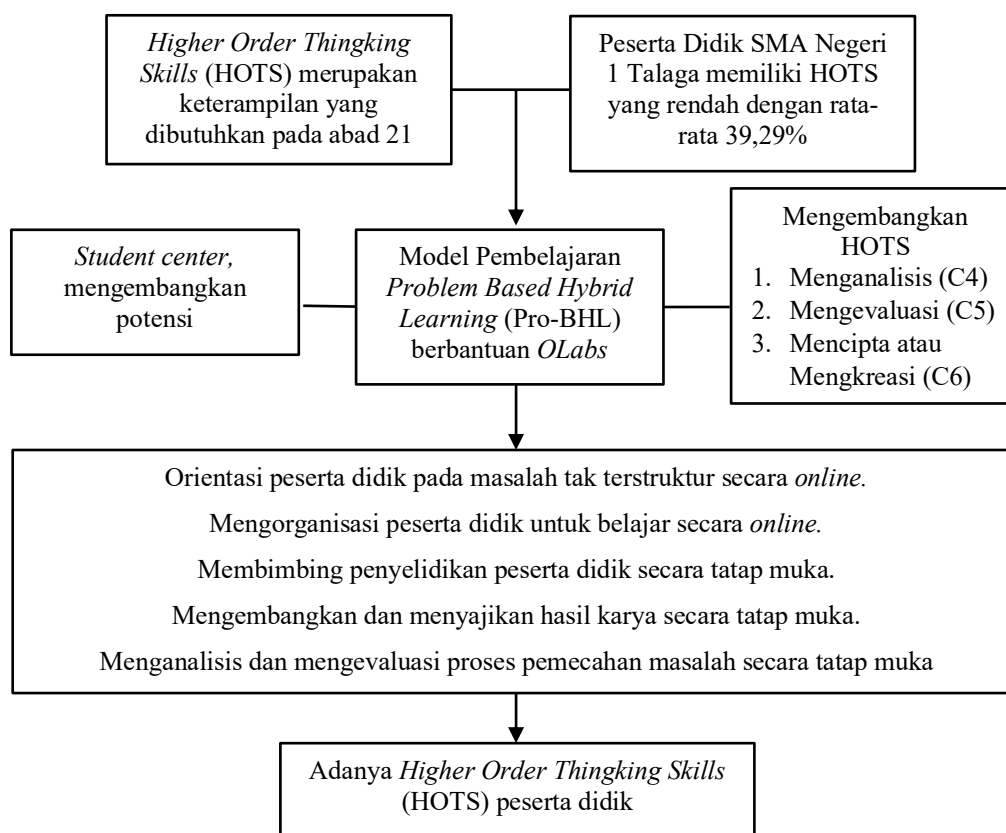 Higher Order Thingking
Skills (HOTS) merupakan
keterampilan yang
dibutuhkan pada abad 21
Peserta Didik SMA Negeri
1 Talaga memiliki HOTS
yang rendah dengan rata-
rata 39,29%
Student center,
mengembangkan
potensi
Model Pembelajaran
Problem Based Hybrid
Learning (Pro-BHL)
berbantuan OLabs
Mengembangkan
HOTS
1. Menganalisis (C4)
2. Mengevaluasi (C5)
3. Mencipta atau
Mengkreasi (C6)
Orientasi peserta didik pada masalah tak terstruktur secara online.
Mengorganisasi peserta didik untuk belajar secara online.
Membimbing penyelidikan peserta didik secara tatap muka.
Mengembangkan dan menyajikan hasil karya secara tatap muka.
Menganalisis dan mengevaluasi proses pemecahan masalah secara tatap muka
Adanya Higher Order Thingking Skills
(HOTS) peserta didik